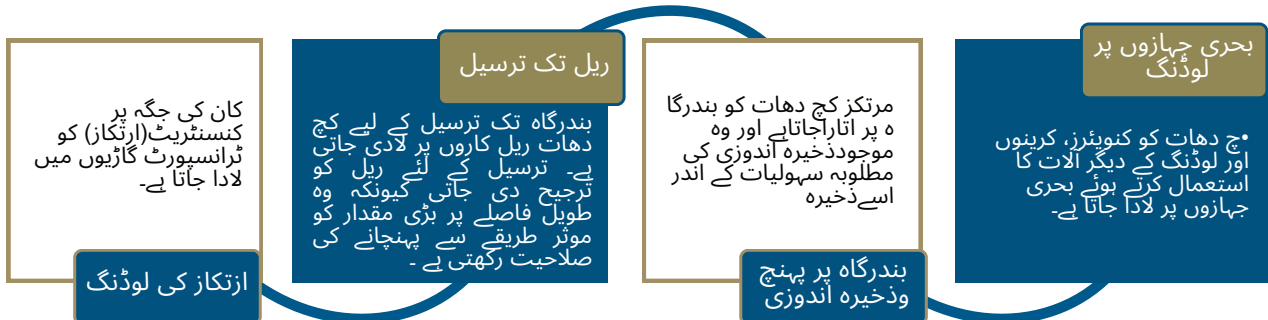 کان کی جگہ پر
کنسنٹریٹ(ارتکاز) کو
ٹرانسپورٹ گاڑیوں میں
لادا جاتا ہے۔
ازتکاز کی لوڈنگ
ریل تک ترسیل
بندرگاہ تک ترسیل کے لیے کچ
دھات ریل کاروں پر لادی جاتی
ہے۔ ترسیل کے لئے ریل کو
ترجیح دی جاتی کیونکہ وہ
طویل فاصلے پر بڑی مقدار کو
موثر طریقے سے پہنچانے کی
صلاحیت رکھتی ہے ۔
مرتکز کچ دھات کو بندرگا
ہ پر اتاراجاتاہے اور وہ
موجودذخیرہ اندوزی کی
مطلوبہ سہولیات کے اندر
اسےذخیرہ
بندرگاہ پر پہنچ
وذخیرہ اندوزی
بحری جہازوں پر
لوڈنگ
•چ دھات کو کنویئرز، کرینوں
اور لوڈنگ کے دیگر آلات کا
استعمال کرتے ہوئے بحری
جہازوں پر لادا جاتا ہے۔